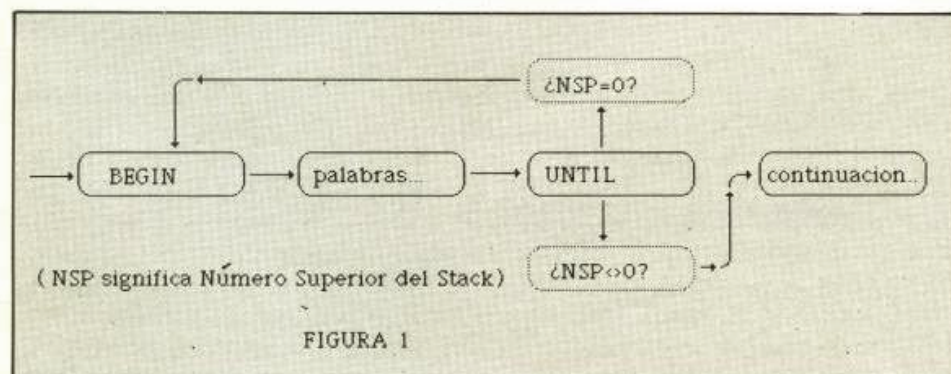 ¿NSP=0?
BEGIN
palabras...
UNTIL
continuacion..
¿NSP<>0?
(NSP significa Número Superior del Stack)
FIGURA 1